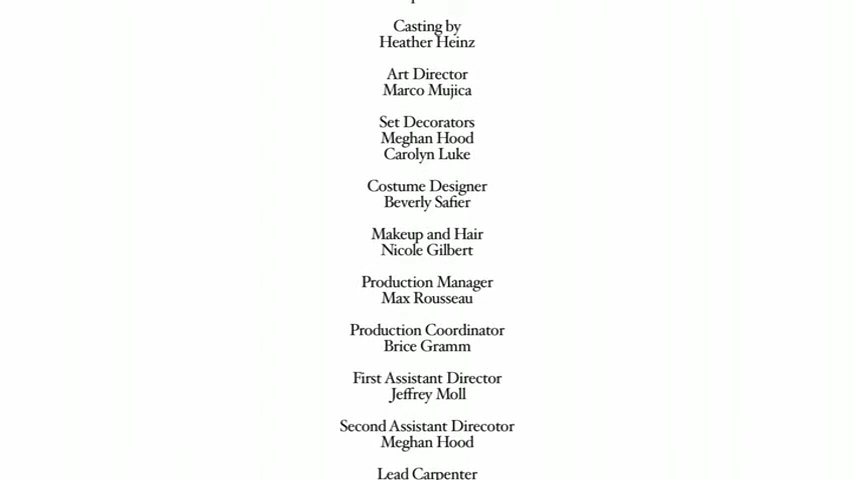 Casting by
Heather Heinz
Art Director
Marco Mujica
Set Decorators
Meghan Hood
Carolyn Luke
Costume Designer
Beverly Safier
Makeup and Hair
Nicole Gilbert
Production Manager
Max Rousseau
Production Coordinator
Brice Gramm
First Assistant Director
Jeffrey Moll
Second Assistant Direcotor
Meghan Hood
Lead Carpenter